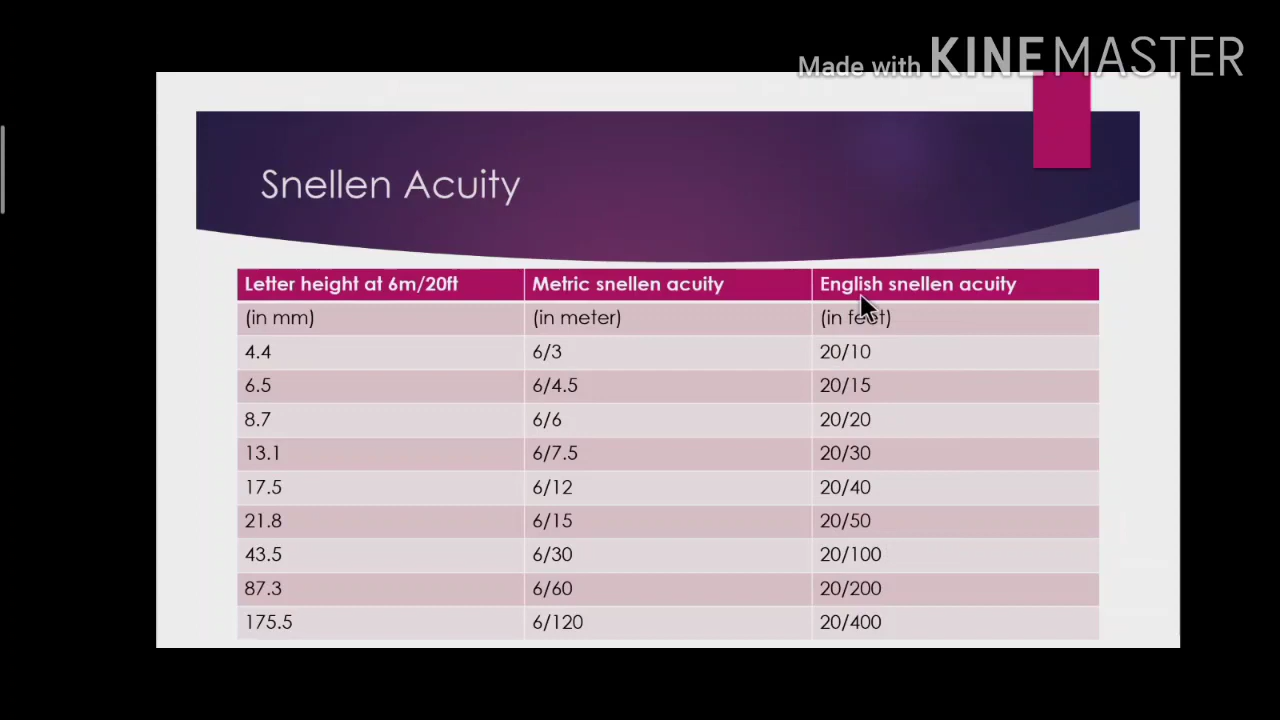 Made with KINEMASTER
Snellen Acuity
Letter height at 6m/20ft Metric snellen acuity English snellen acuity
(in mm) (in meter) (in feet)
4.4 6/3 20/10
6.5 6/4.5 20/15
8.7 6/6 20/20
13.1 6/7.5 20/30
17.5 6/12 20/40
21.8 6/15 20/50
43.5 6/30 20/100
87.3 6/60 20/200
175.5 6/120 20/400